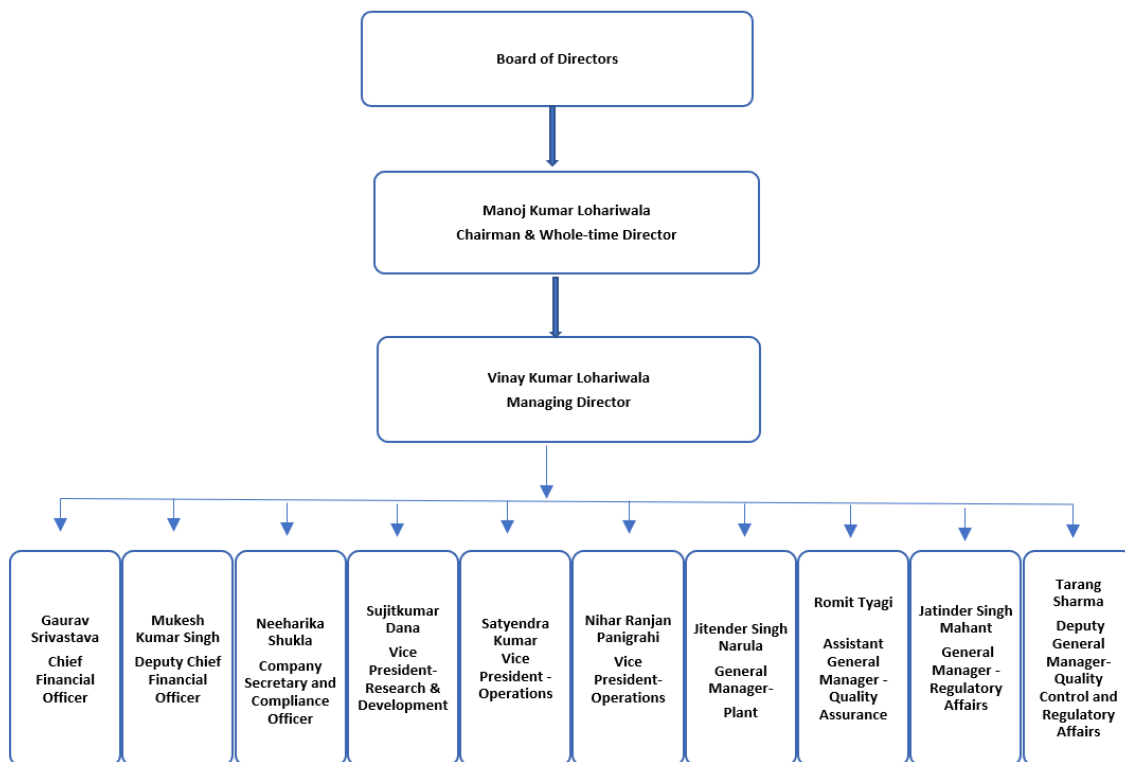 Board of Directors
Manoj Kumar Lohariwala
Chairman & Whole-time Director
Vinay Kumar Lohariwala
Managing Director
Gaurav
Srivastava
Chief
Financial
Officer
Mukesh
Kumar Singh
Deputy Chief
Financial
Officer
Neeharika
Shukla
Company
Secretary and
Compliance
Officer
Sujitkumar
Dana
Vice
President-
Research &
Development
Satyendra
Kumar
Vice
President -
Operations
Nihar Ranjan
Panigrahi
Vice
President-
Operations
Jitender Singh
Narula
General
Manager-
Plant
Romit Tyagi
Assistant
General
Manager -
Quality
Assurance
Jatinder Singh
Mahant
General
Manager -
Regulatory
Affairs
Tarang
Sharma
Deputy
General
Manager-
Quality
Control and
Regulatory
Affairs